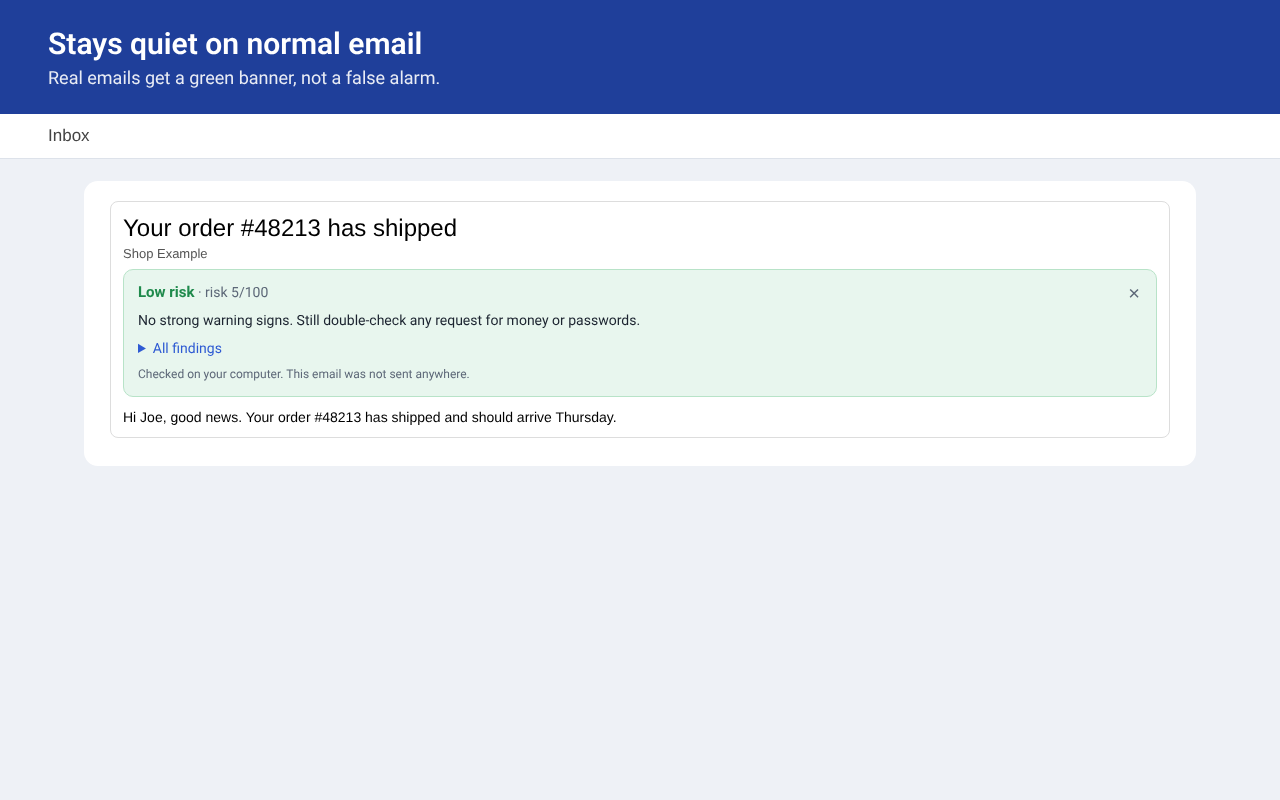 Stays quiet on normal email
Real emails get a green banner, not a false alarm.
Inbox
Your order #48213 has shipped
Shop Example
Low risk · risk 5/100 ×
No strong warning signs. Still double-check any request for money or passwords.
▶ All findings
Checked on your computer. This email was not sent anywhere.
Hi Joe, good news. Your order #48213 has shipped and should arrive Thursday.